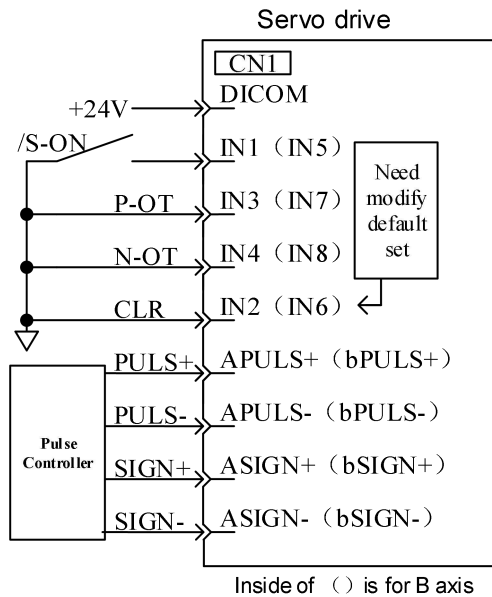 Servo drive
CN1
+24V DICOM
/S-ON IN1（IN5）
P-OT IN3（IN7）
N-OT IN4（IN8）
CLR IN2（IN6）
Need
modify
default
set
PULS+ APULS+（bPULS+）
PULS- APULS-（bPULS-）
SIGN+ ASIGN+（bSIGN+）
SIGN- ASIGN-（bSIGN-）
Pulse
Controller
Inside of （）is for B axis